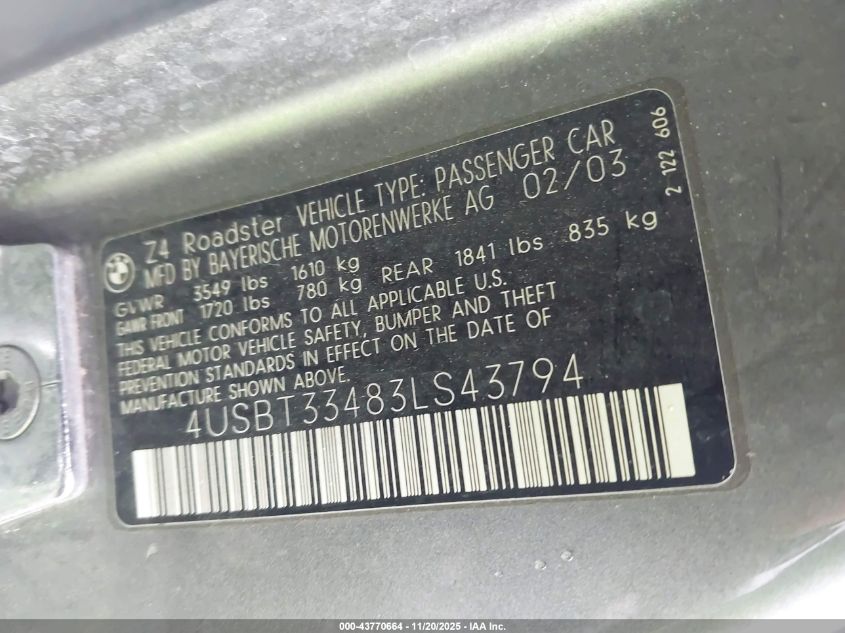 Z4 Roadster VEHICLE TYPE: PASSENGER CAR
MFD BY BAYERISCHE MOTORENWERKE AG 02/03
GVWR 3549 lbs 1610 kg
GAWR FRONT 1720 lbs 780 kg REAR 1841 lbs 835 kg
THIS VEHICLE CONFORMS TO ALL APPLICABLE U.S.
FEDERAL MOTOR VEHICLE SAFETY, BUMPER AND THEFT
PREVENTION STANDARDS IN EFFECT ON THE DATE OF
MANUFACTURE SHOWN ABOVE.
4USBT33483LS43794
2 122 606
000-43770664 - 11/20/2025 - IAA Inc.